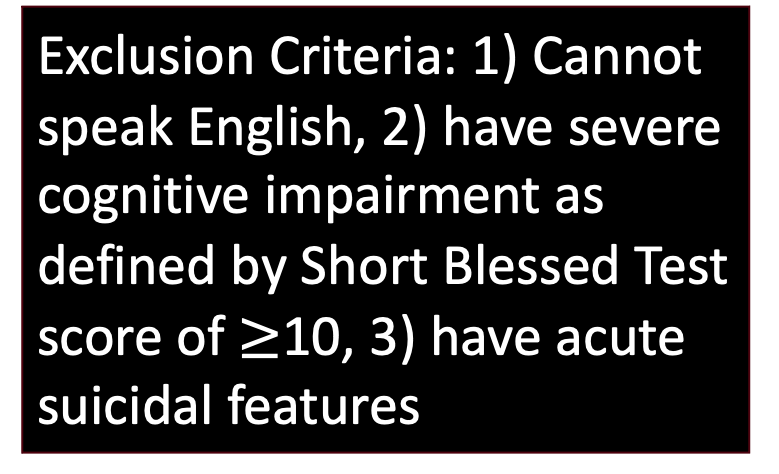 Exclusion Criteria: 1) Cannot
speak English, 2) have severe
cognitive impairment as
defined by Short Blessed Test
score of ≥10, 3) have acute
suicidal features